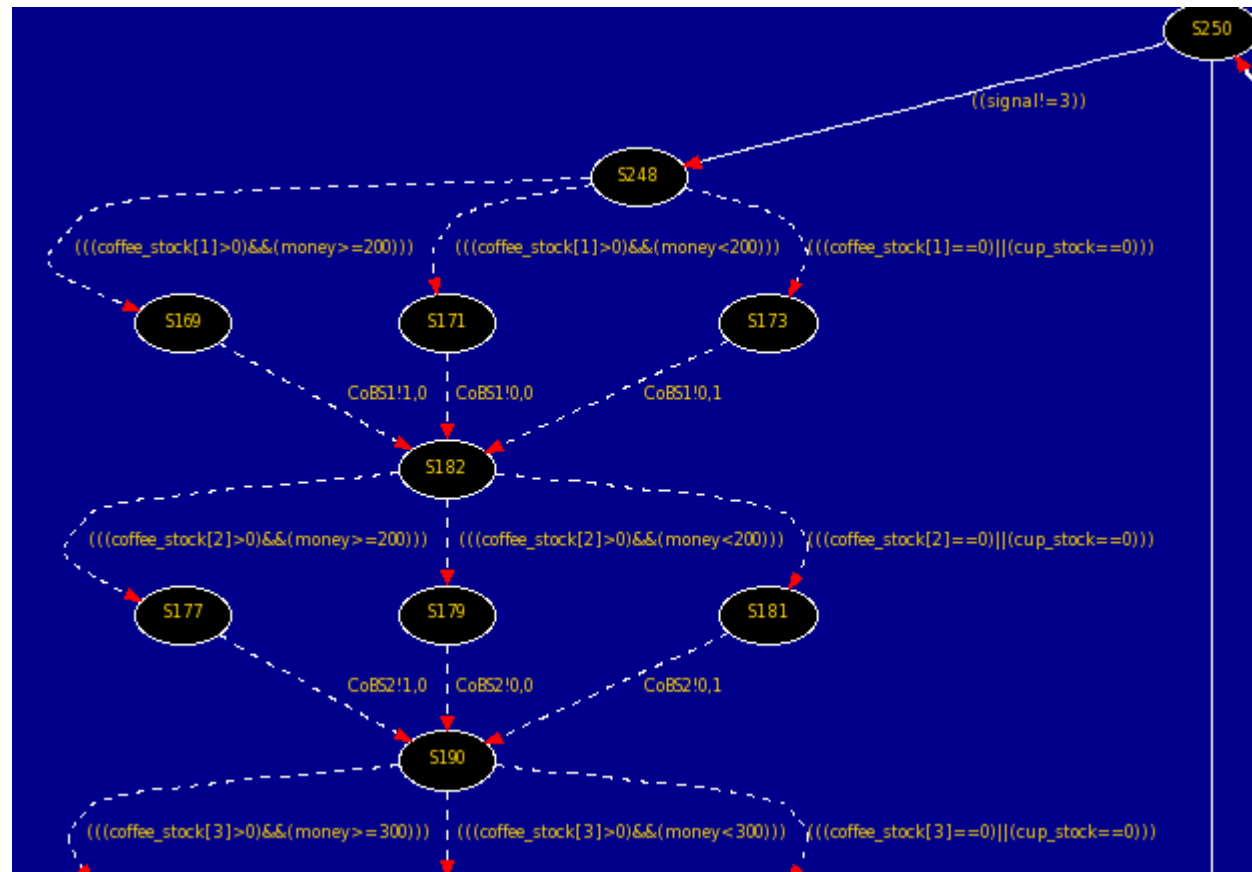 S250
((signal!=3))
S248
(((coffee_stock[1]>0)&&(money>=200)))
(((coffee_stock[1]>0)&&(money<200)))
(((coffee_stock[1]==0)||(cup_stock==0)))
S169
S171
S173
CoBS1!1,0
CoBS1!0,0
CoBS1!0,1
S182
(((coffee_stock[2]>0)&&(money>=200)))
(((coffee_stock[2]>0)&&(money<200)))
(((coffee_stock[2]==0)||(cup_stock==0)))
S177
S179
S181
CoBS2!1,0
CoBS2!0,0
CoBS2!0,1
S190
(((coffee_stock[3]>0)&&(money>=300)))
(((coffee_stock[3]>0)&&(money<300)))
(((coffee_stock[3]==0)||(cup_stock==0)))